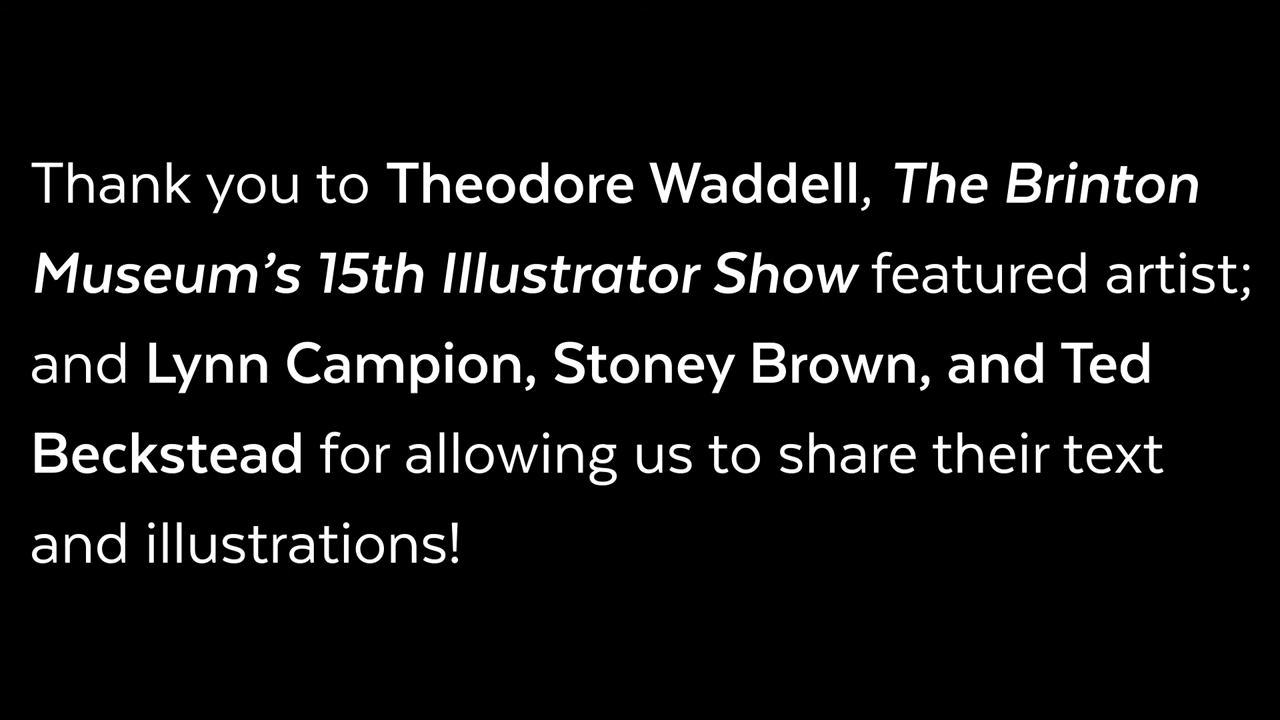 Thank you to Theodore Waddell, The Brinton
Museum’s 15th Illustrator Show featured artist;
and Lynn Campion, Stoney Brown, and Ted
Beckstead for allowing us to share their text
and illustrations!